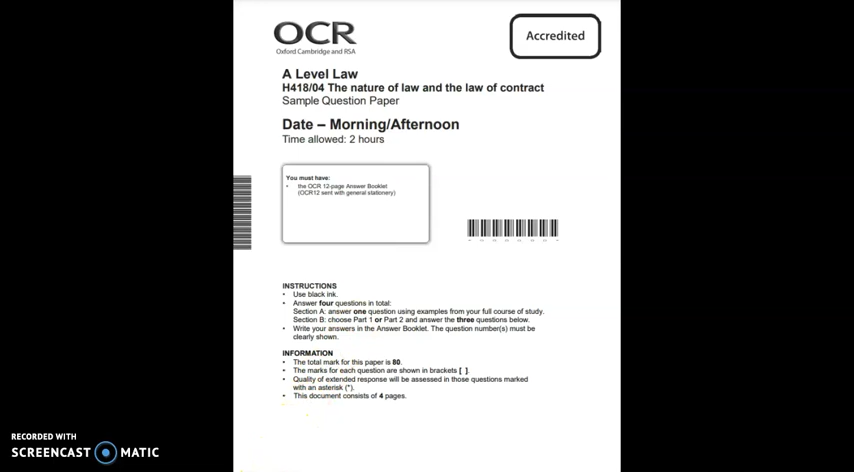 OCR
Oxford Cambridge and RSA
Accredited
A Level Law
H418/04 The nature of law and the law of contract
Sample Question Paper
Date – Morning/Afternoon
Time allowed: 2 hours
You must have:
• the OCR 12-page Answer Booklet
(OCR12 sent with general stationery)
INSTRUCTIONS
• Use black ink.
• Answer four questions in total:
Section A: answer one question using examples from your full course of study.
Section B: choose Part 1 or Part 2 and answer the three questions below.
• Write your answers in the Answer Booklet. The question number(s) must be
clearly shown.
INFORMATION
• The total mark for this paper is 80.
• The marks for each question are shown in brackets [ ].
• Quality of extended response will be assessed in those questions marked
with an asterisk (*).
• This document consists of 4 pages.
RECORDED WITH
SCREENCAST MATIC